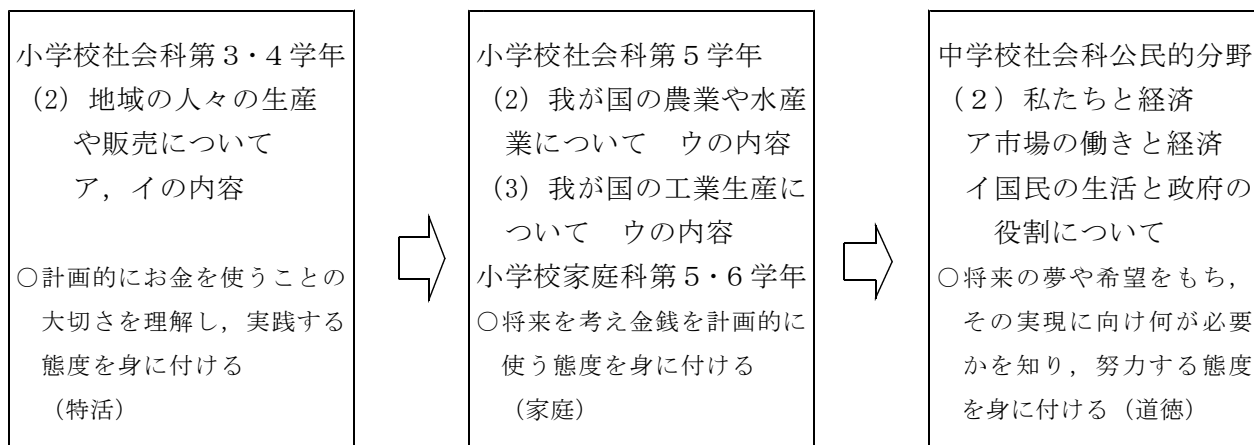 小学校社会科第３・４学年
（2）地域の人々の生産
や販売について
ア，イの内容
○計画的にお金を使うことの
大切さを理解し，実践する
態度を身に付ける
（特活）
小学校社会科第５学年
（2）我が国の農業や水産
業について　ウの内容
（3）我が国の工業生産に
ついて　ウの内容
小学校家庭科第５・６学年
○将来を考え金銭を計画的に
使う態度を身に付ける
（家庭）
中学校社会科公民的分野
（２）私たちと経済
ア市場の働きと経済
イ国民の生活と政府の
役割について
○将来の夢や希望をもち，
その実現に向け何が必要
かを知り，努力する態度
を身に付ける（道徳）